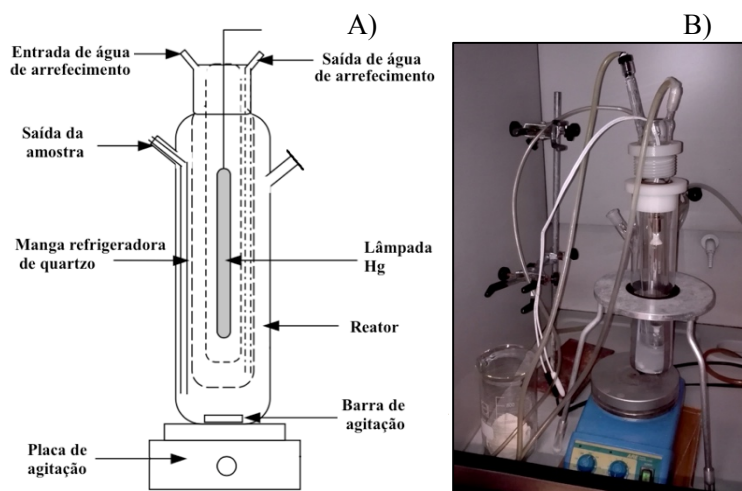 A)
B)
Entrada de água
de arrefecimento
Saída de água
de arrefecimento
Saída da
amostra
Manga refrigeradora
de quartzo
Lâmpada
Hg
Reator
Barra de
agitação
Placa de
agitação